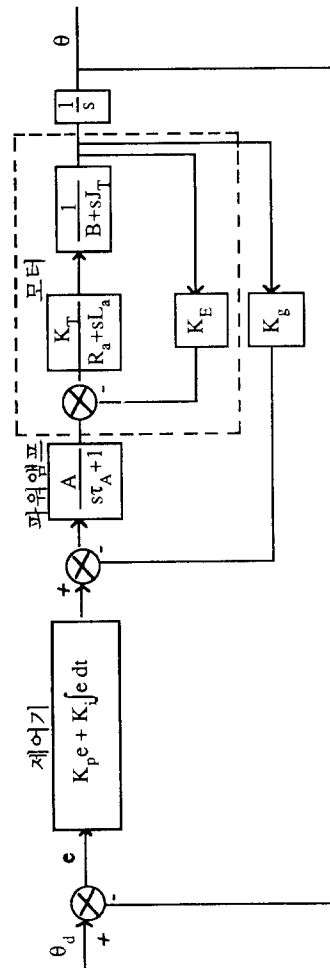 θ_d
+
-
e
제어기
K_p e + K_i ∫e dt
+
-
파워앰프
A
sτ_A+1
-
모터
K_T
R_a+sL_a
1
B+sJ_T
K_E
K_g
1
s
θ